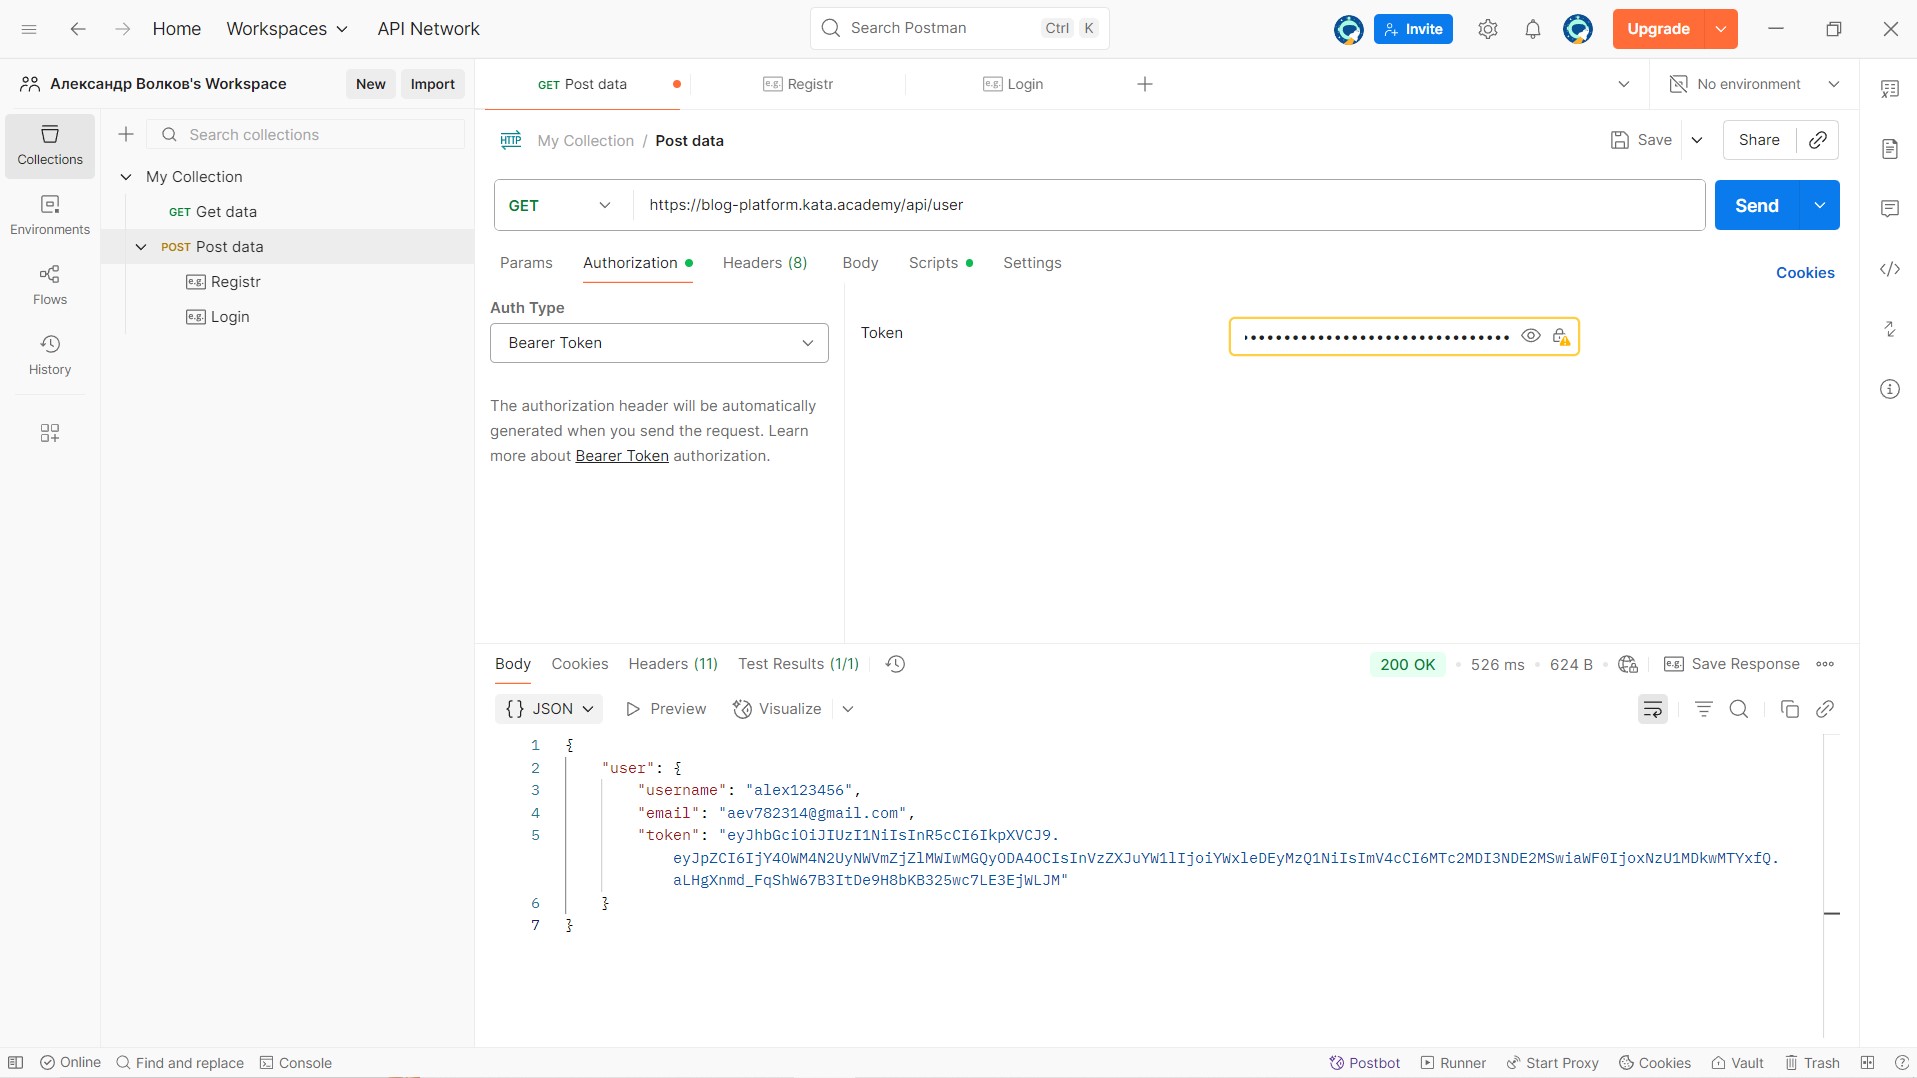 Home Workspaces API Network Search Postman Ctrl K Invite Upgrade
Александр Волков's Workspace New Import
GET Post data e.g. Registr e.g. Login No environment
Collections
Environments
Flows
History
Search collections
My Collection
GET Get data
POST Post data
e.g. Registr
e.g. Login
HTTP My Collection / Post data Save Share
GET https://blog-platform.kata.academy/api/user Send
Params Authorization Headers (8) Body Scripts Settings Cookies
Auth Type
Bearer Token
The authorization header will be automatically
generated when you send the request. Learn
more about Bearer Token authorization.
Token
Body Cookies Headers (11) Test Results (1/1) 200 OK • 526 ms • 624 B • e.g. Save Response
{} JSON Preview Visualize
1 {
2 "user": {
3 "username": "alex123456",
4 "email": "aev782314@gmail.com",
5 "token": "eyJhbGciOiJIUzI1NiIsInR5cCI6IkpXVCJ9.
eyJpZCI6IjY4OWM4N2UyNWVmZjZlMWIwMGQyODA4OCIsInVzZXJuYW1lIjoiYWxleDEyMzQ1NiIsImV4cCI6MTc2MDI3NDE2MSwiaWF0IjoxNzU1MDkwMTYxfQ.
aLHgXnmd_FqShW67B3ItDe9H8bKB325wc7LE3EjWLJM"
6 }
7 }
Online Find and replace Console Postbot Runner Start Proxy Cookies Vault Trash